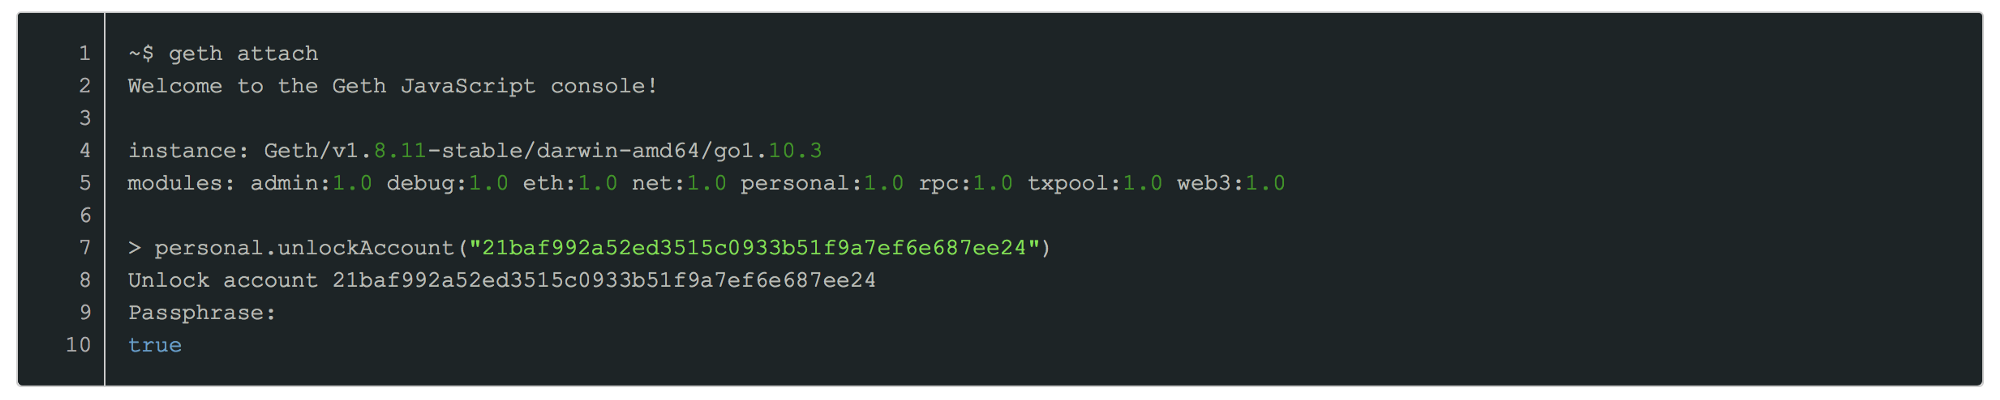 1 ~$ geth attach
2 Welcome to the Geth JavaScript console!
3
4 instance: Geth/v1.8.11-stable/darwin-amd64/go1.10.3
5 modules: admin:1.0 debug:1.0 eth:1.0 net:1.0 personal:1.0 rpc:1.0 txpool:1.0 web3:1.0
6
7 > personal.unlockAccount("21baf992a52ed3515c0933b51f9a7ef6e687ee24")
8 Unlock account 21baf992a52ed3515c0933b51f9a7ef6e687ee24
9 Passphrase:
10 true